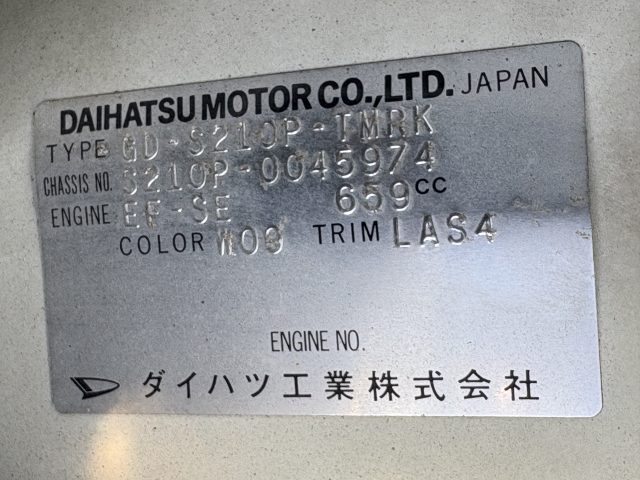 DAIHATSU MOTOR CO.,LTD. JAPAN
TYPE GD-S210P-TMRK
CHASSIS NO. S210P-0045974
ENGINE EF-SE 659CC
COLOR W09 TRIM LAS4
ENGINE NO.
ダイハツ工業株式会社